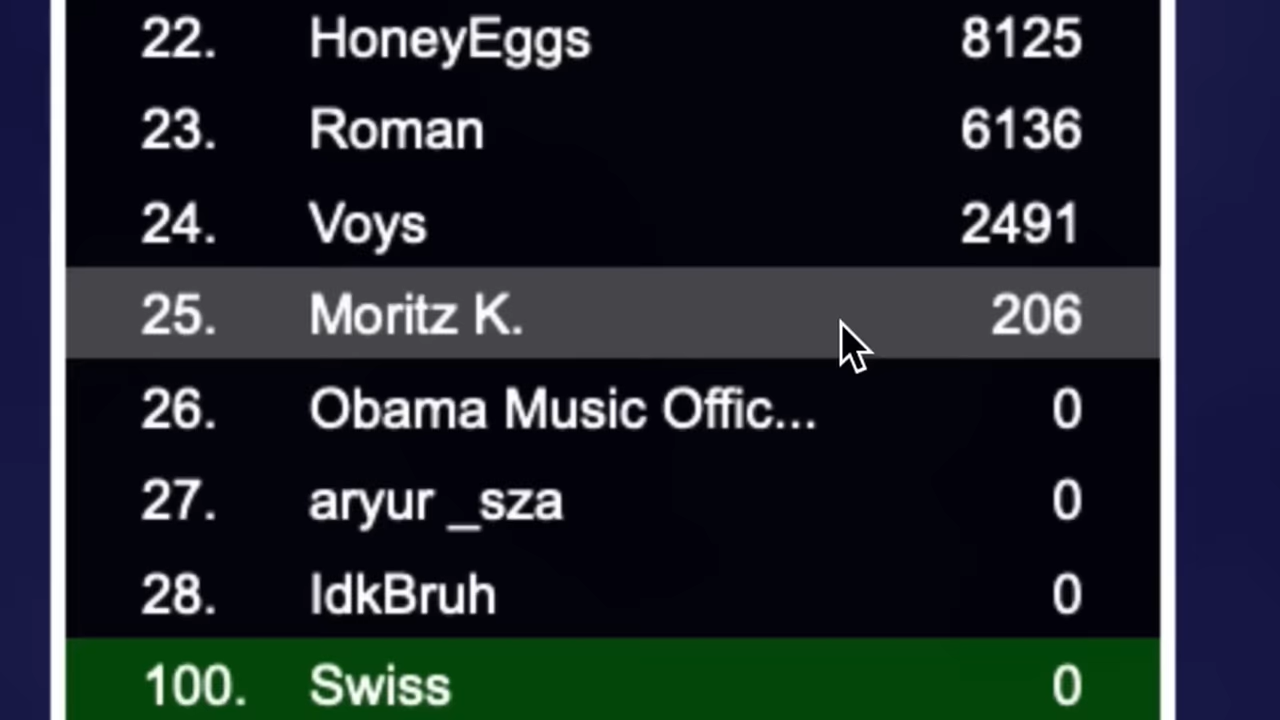 22. HoneyEggs 8125
23. Roman 6136
24. Voys 2491
25. Moritz K. 206
26. Obama Music Offic... 0
27. aryur _sza 0
28. IdkBruh 0
100. Swiss 0